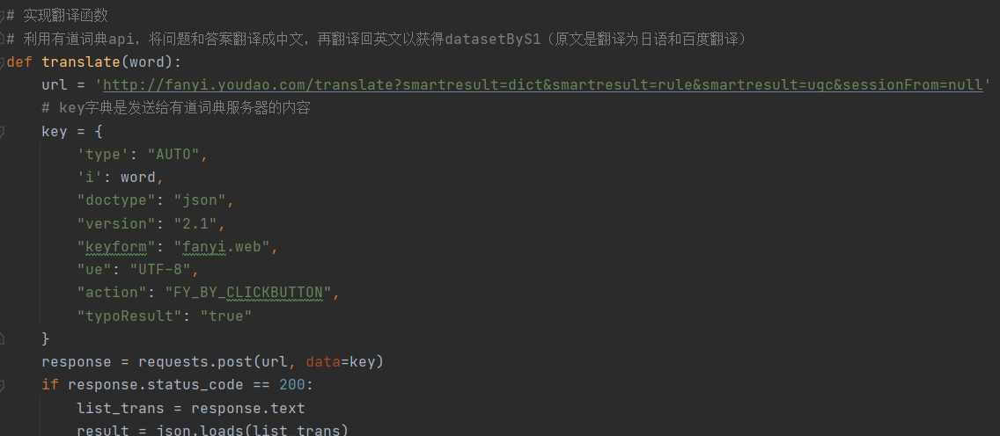 # 实现翻译函数
# 利用有道词典api，将问题和答案翻译成中文，再翻译回英文以获得datasetByS1（原文是翻译为日语和百度翻译）
def translate(word):
    url = 'http://fanyi.youdao.com/translate?smartresult=dict&smartresult=rule&smartresult=ugc&sessionFrom=null'
    # key字典是发送给有道词典服务器的内容
    key = {
        'type': "AUTO",
        'i': word,
        "doctype": "json",
        "version": "2.1",
        "keyform": "fanyi.web",
        "ue": "UTF-8",
        "action": "FY_BY_CLICKBUTTON",
        "typoResult": "true"
    }
    response = requests.post(url, data=key)
    if response.status_code == 200:
        list_trans = response.text
        result = json.loads(list_trans)